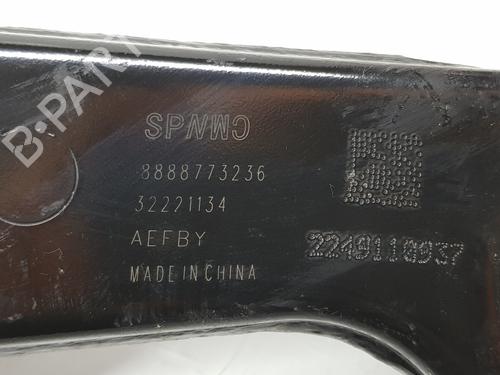 SPNMC
8888773236
32221134
AEFBY
MADE IN CHINA
2249110937
B-PARTS